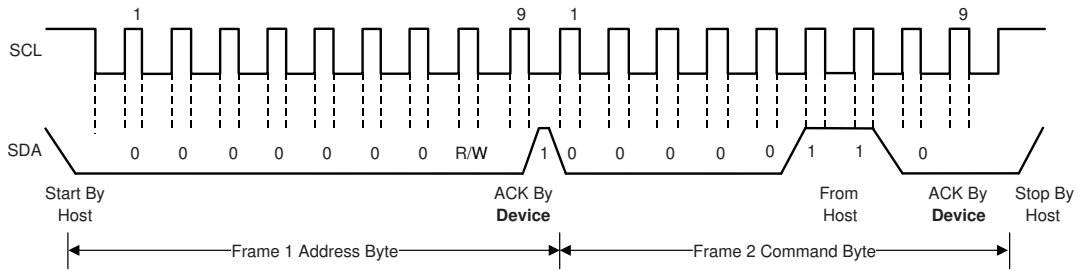 1 9 1 9
SCL
SDA 0 0 0 0 0 0 0 R/W 1 0 0 0 0 0 1 1 0
Start By
Host
ACK By
Device
From
Host
ACK By
Device
Stop By
Host
Frame 1 Address Byte
Frame 2 Command Byte